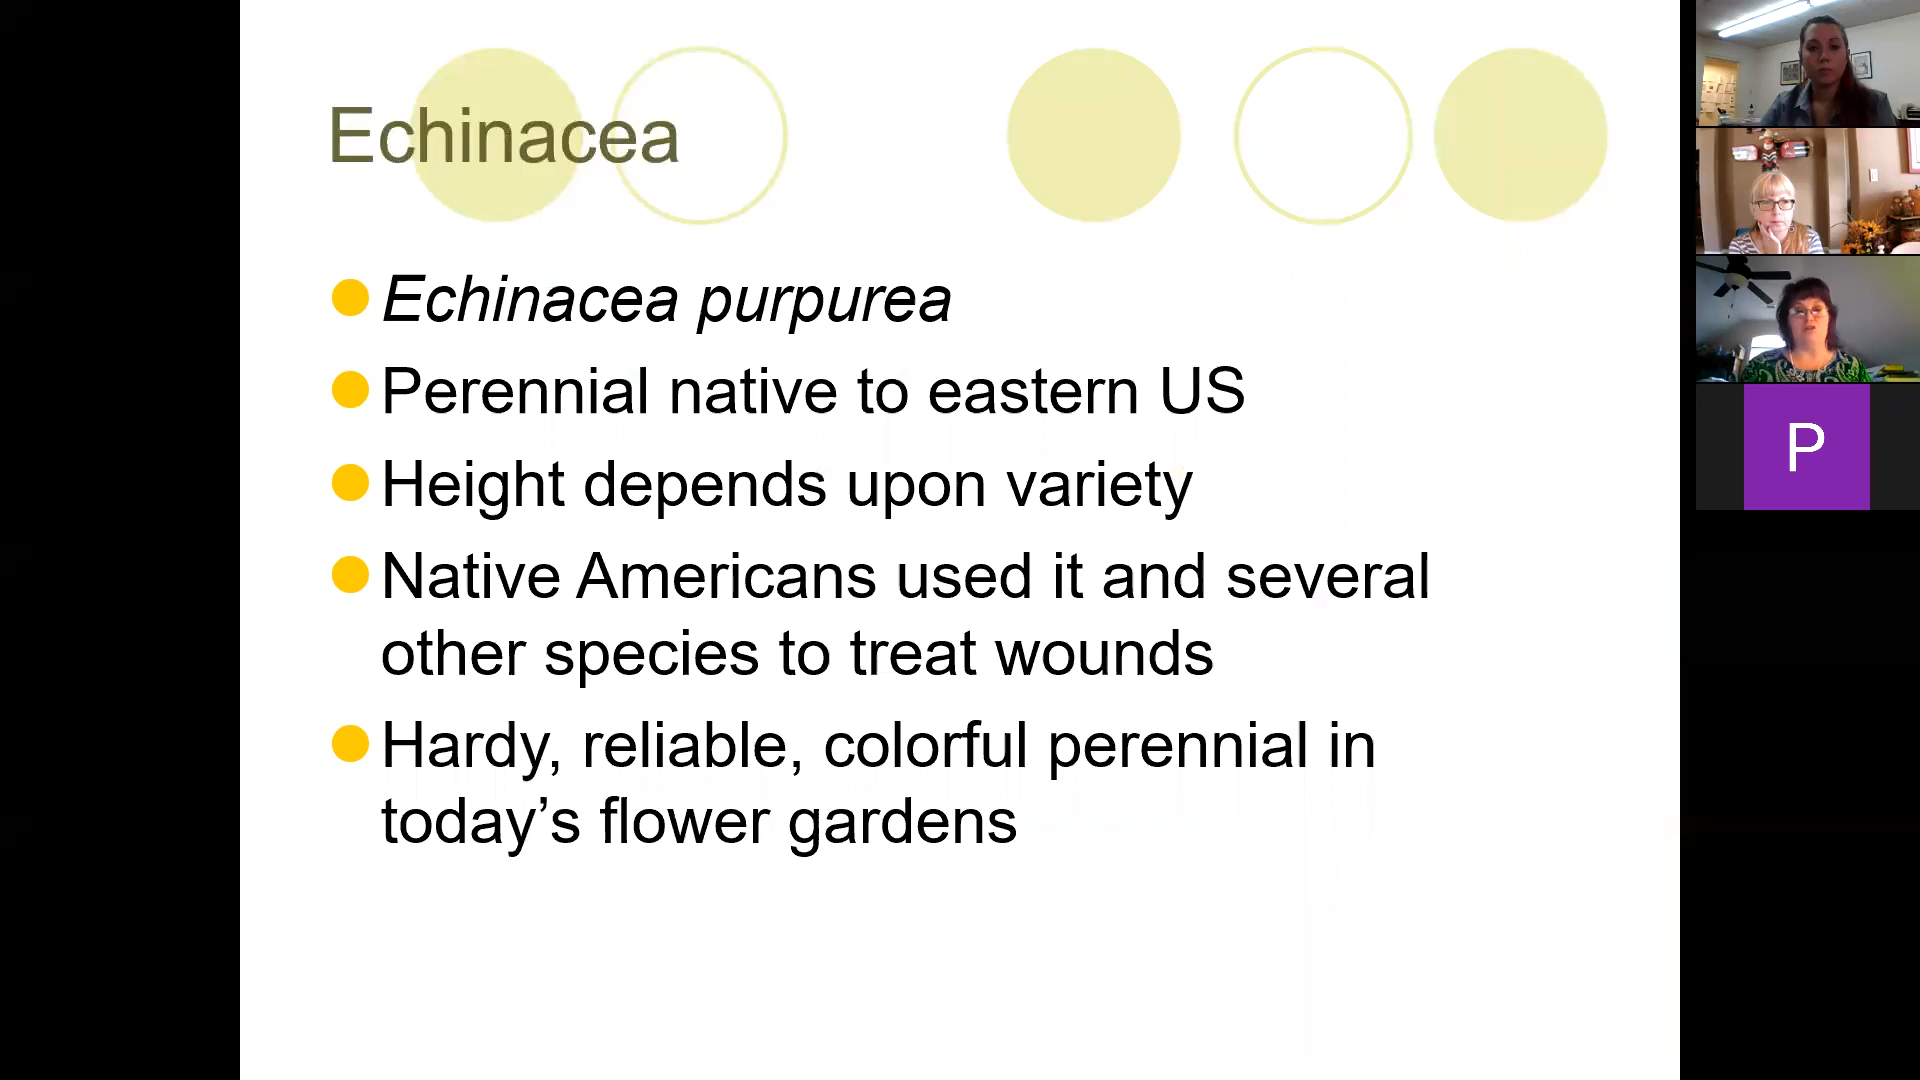 Echinacea
Echinacea purpurea
Perennial native to eastern US
Height depends upon variety
Native Americans used it and several
other species to treat wounds
Hardy, reliable, colorful perennial in
today’s flower gardens
P